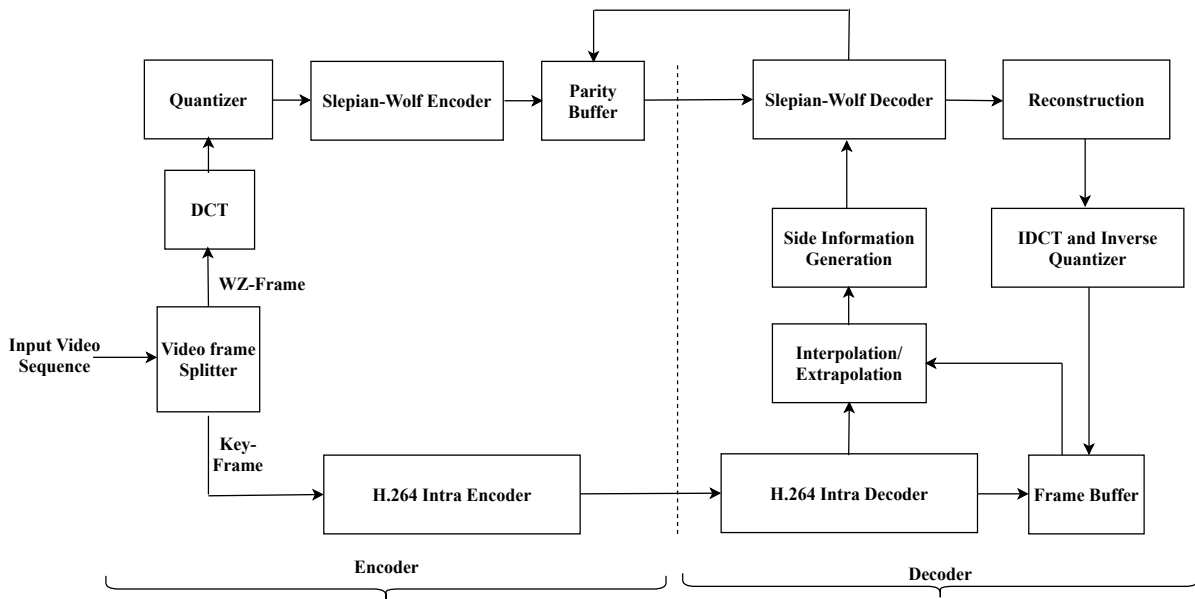 Quantizer
Slepian-Wolf Encoder
Parity
Buffer
Slepian-Wolf Decoder
Reconstruction
DCT
Side Information
Generation
IDCT and Inverse
Quantizer
WZ-Frame
Input Video
Sequence
Video frame
Splitter
Interpolation/
Extrapolation
Key-
Frame
H.264 Intra Encoder
H.264 Intra Decoder
Frame Buffer
Encoder
Decoder